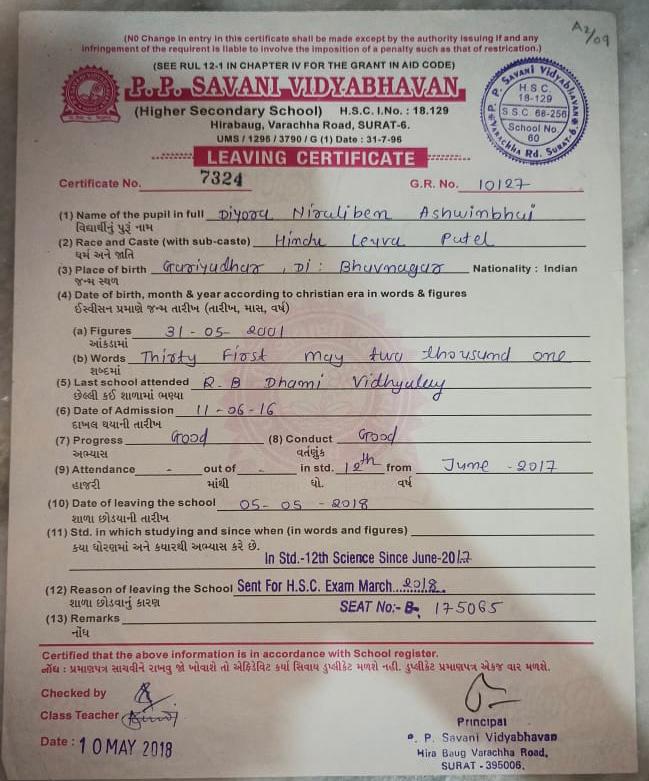 A2/09
(NO Change in entry in this certificate shall be made except by the authority issuing if and any
infringement of the requirent is liable to involve the imposition of a penalty such as that of restrication.)
(SEE RUL 12-1 IN CHAPTER IV FOR THE GRANT IN AID CODE)
P. P. SAVANI VIDYABHAVAN
(Higher Secondary School) H.S.C. I.No. : 18.129
Hirabaug, Varachha Road, SURAT-6.
UMS / 1296 / 3790 / G (1) Date : 31-7-96
P. P. Savani Vidyabhavan
H.S.C.
18-129
S.S.C. 66-256
School No.
60
Varachha Rd. Surat-6.
LEAVING CERTIFICATE
Certificate No. 7324 G.R. No. 10127
(1) Name of the pupil in full Diyora Niraliben Ashwinbhai
વિદ્યાર્થીનું પુરૂં નામ
(2) Race and Caste (with sub-caste) Hindu Leyva Patel
ધર્મ અને જાતિ
(3) Place of birth Gariyadhar , Di : Bhavnagar Nationality : Indian
જન્મ સ્થળ
(4) Date of birth, month & year according to christian era in words & figures
ઈસ્વીસન પ્રમાણે જન્મ તારીખ (તારીખ, માસ, વર્ષ)
(a) Figures 31 - 05 - 2001
આંકડામાં
(b) Words Thirty First may two thousand one
શબ્દમાં
(5) Last school attended R. B Dhami Vidhyalay
છેલ્લી કઈ શાળામાં ભણ્યા
(6) Date of Admission 11 - 06 - 16
દાખલ થયાની તારીખ
(7) Progress Good (8) Conduct Good
અભ્યાસ વર્તણુંક
(9) Attendance - out of - in std. 12th from June - 2017
હાજરી માંથી ધો. વર્ષ
(10) Date of leaving the school 05 - 05 - 2018
શાળા છોડયાની તારીખ
(11) Std. in which studying and since when (in words and figures)
કયા ધોરણમાં અને કયારથી અભ્યાસ કરે છે.
In Std.-12th Science Since June-2017
(12) Reason of leaving the School Sent For H.S.C. Exam March 2018
શાળા છોડવાનું કારણ
SEAT No:- B- 175065
(13) Remarks
નોંધ
Certified that the above information is in accordance with School register.
નોંધ : પ્રમાણપત્ર સાચવીને રાખવુ જો ખોવાશે તો એફિડેવિટ કર્યા સિવાય ડુપ્લીકેટ મળશે નહી. ડુપ્લીકેટ પ્રમાણપત્ર એકજ વાર મળશે.
Checked by
Class Teacher
Date : 10 MAY 2018
Principal
P. P. Savani Vidyabhavan
Hira Baug Varachha Road,
SURAT - 395006.